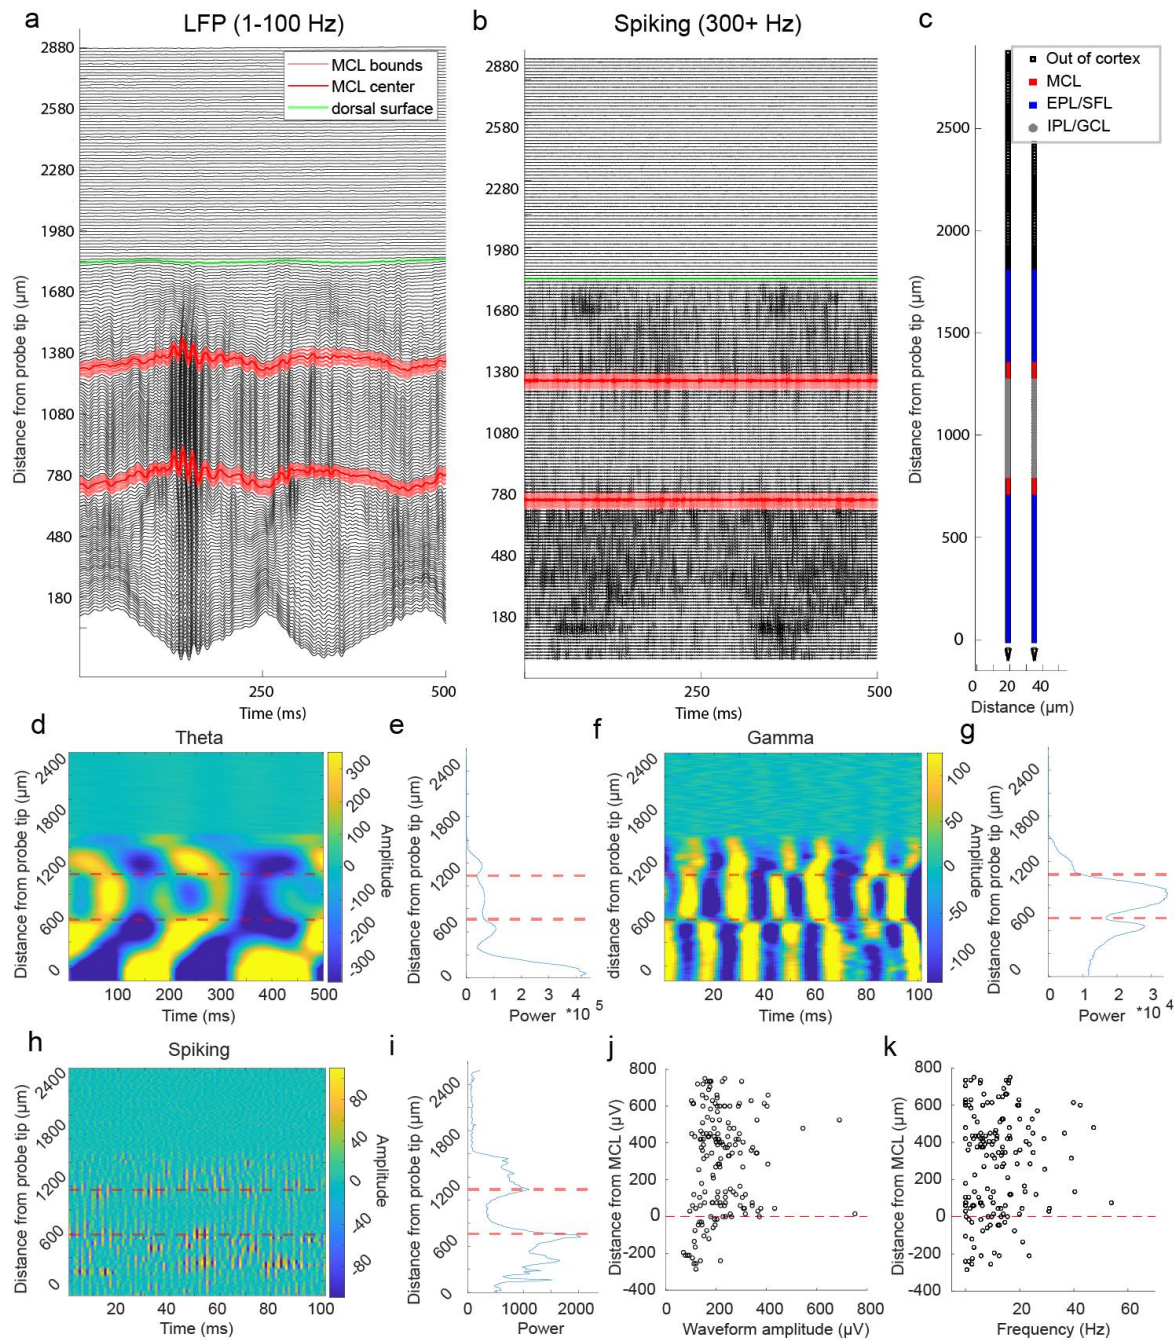 a
LFP (1-100 Hz)
2880
2580
2280
1980
1680
1380
1080
780
480
180
Distance from probe tip (µm)
MCL bounds
MCL center
dorsal surface
250
500
Time (ms)
b
Spiking (300+ Hz)
2880
2580
2280
1980
1680
1380
1080
780
480
180
Distance from probe tip (µm)
250
500
Time (ms)
c
Out of cortex
MCL
EPL/SFL
IPL/GCL
2500
2000
1500
1000
500
0
Distance from probe tip (µm)
0 20 40
Distance (µm)
d
Theta
2400
1800
1200
600
0
Distance from probe tip (µm)
100 200 300 400 500
Time (ms)
300
200
100
0
-100
-200
-300
Amplitude
e
2400
1800
1200
600
0
Distance from probe tip (µm)
0 2 4
Power *10 5
f
Gamma
2400
1800
1200
600
0
distance from probe tip (µm)
20 40 60 80 101
Time (ms)
100
50
0
-50
-100
Amplitude
g
2400
1800
1200
600
0
Distance from probe tip (µm)
0 1 2 3
Power *10 4
h
Spiking
2400
1800
1200
600
0
Distance from probe tip (µm)
20 40 60 80 100
Time (ms)
80
40
0
-40
-80
Amplitude
i
2400
1800
1200
600
0
Distance from probe tip (µm)
0 1000 2000
Power
j
800
600
400
200
0
-200
-400
Distance from MCL (µV)
0 200 400 600 800
Waveform amplitude (µV)
k
800
600
400
200
0
-200
-400
Distance from MCL (µm)
0 20 40 60
Frequency (Hz)